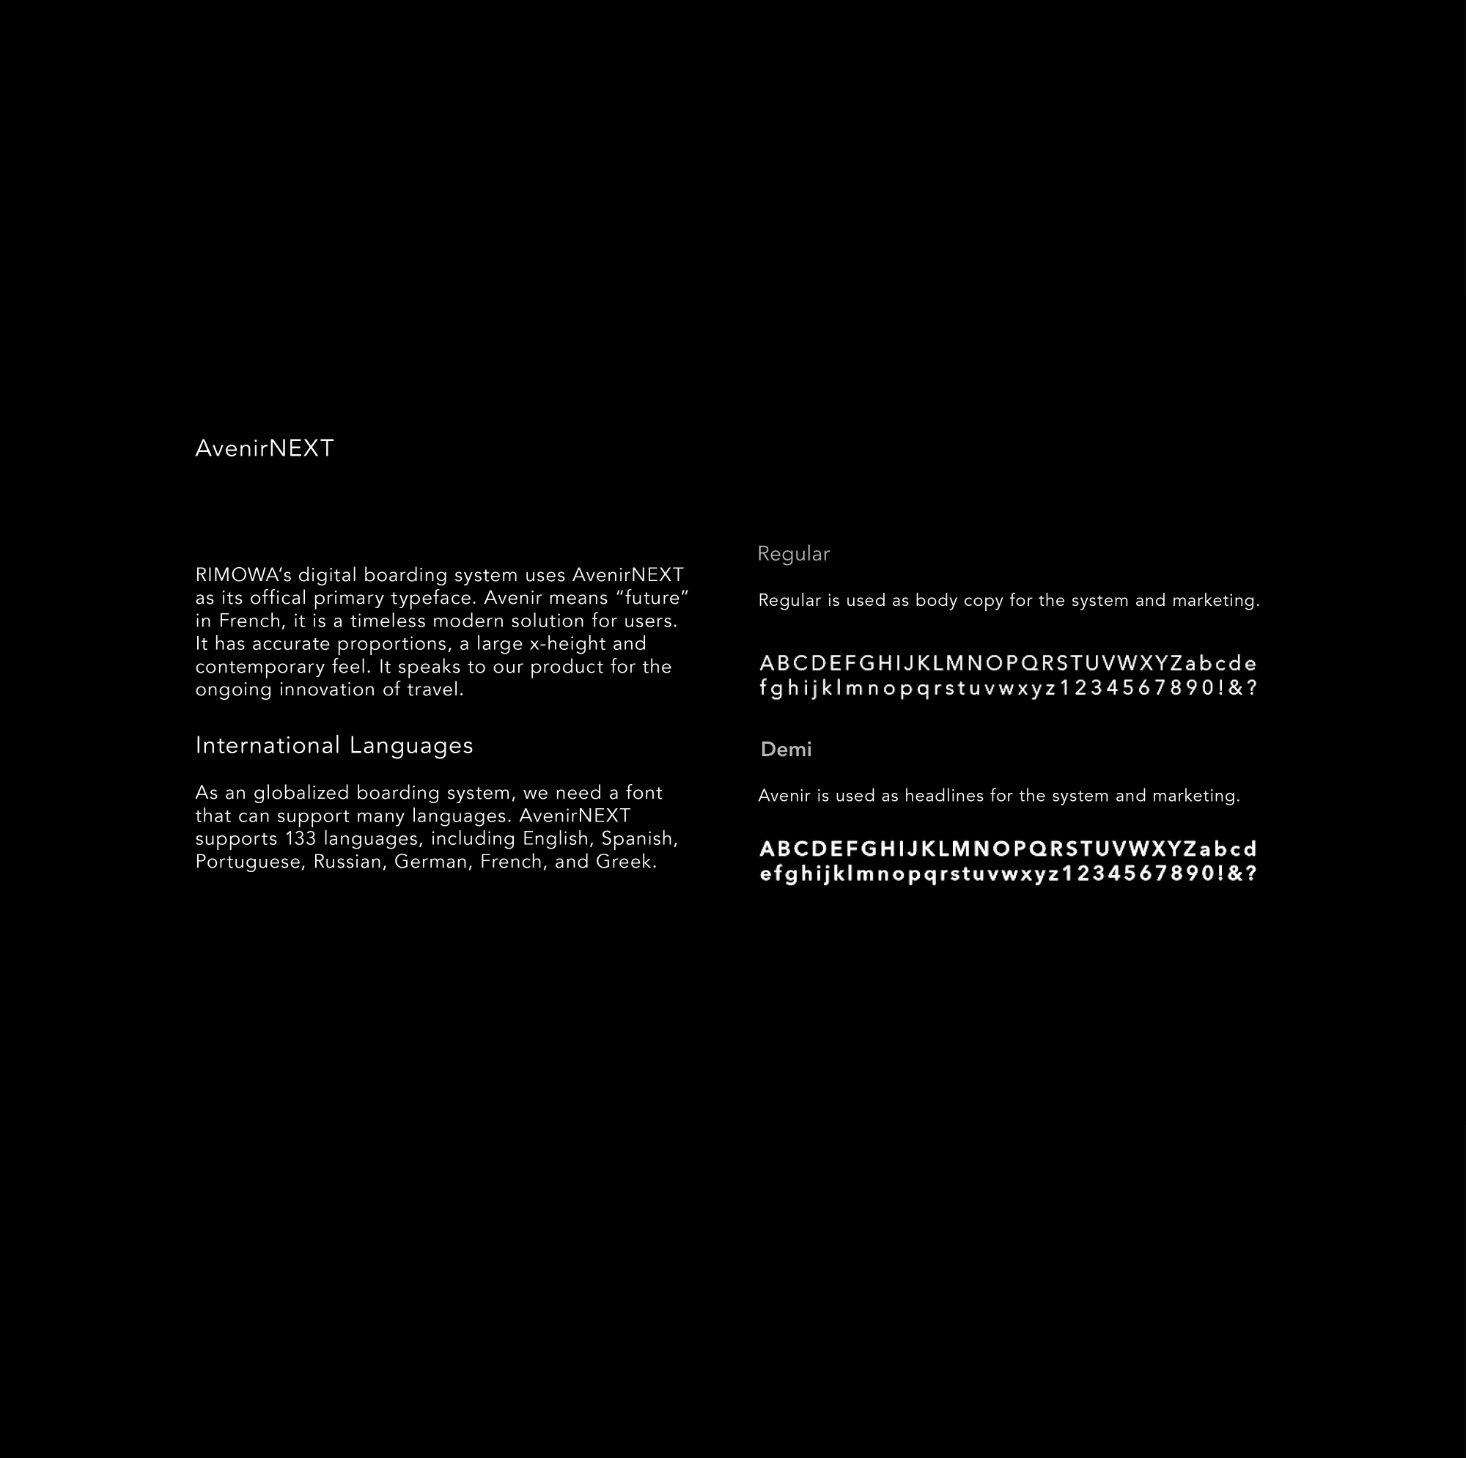 AvenirNEXT
RIMOWA’s digital boarding system uses AvenirNEXT
as its offical primary typeface. Avenir means “future”
in French, it is a timeless modern solution for users.
It has accurate proportions, a large x-height and
contemporary feel. It speaks to our product for the
ongoing innovation of travel.
International Languages
As an globalized boarding system, we need a font
that can support many languages. AvenirNEXT
supports 133 languages, including English, Spanish,
Portuguese, Russian, German, French, and Greek.
Regular
Regular is used as body copy for the system and marketing.
ABCDEFGHIJKLMNOPQRSTUVWXYZabcde
fghijklmnopqrstuvwxyz1234567890!&?
Demi
Avenir is used as headlines for the system and marketing.
ABCDEFGHIJKLMNOPQRSTUVWXYZabcd
efghijklmnopqrstuvwxyz1234567890!&?